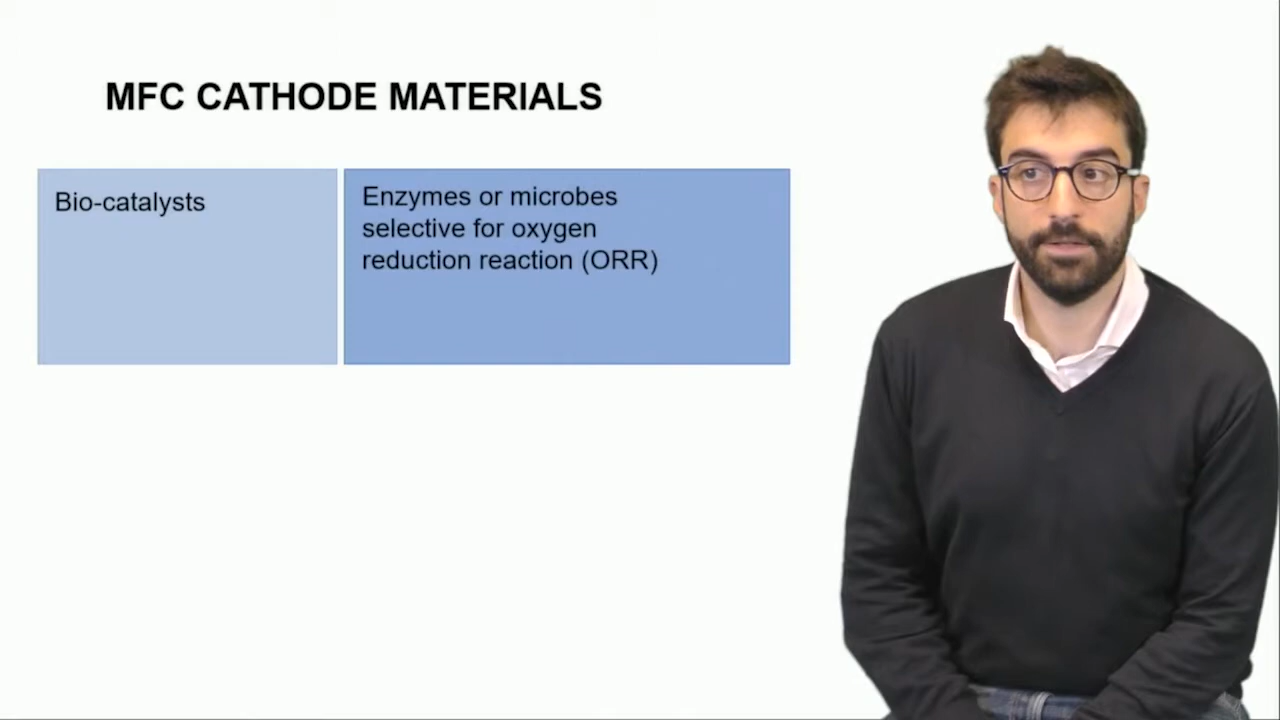 MFC CATHODE MATERIALS
Bio-catalysts
Enzymes or microbes
selective for oxygen
reduction reaction (ORR)